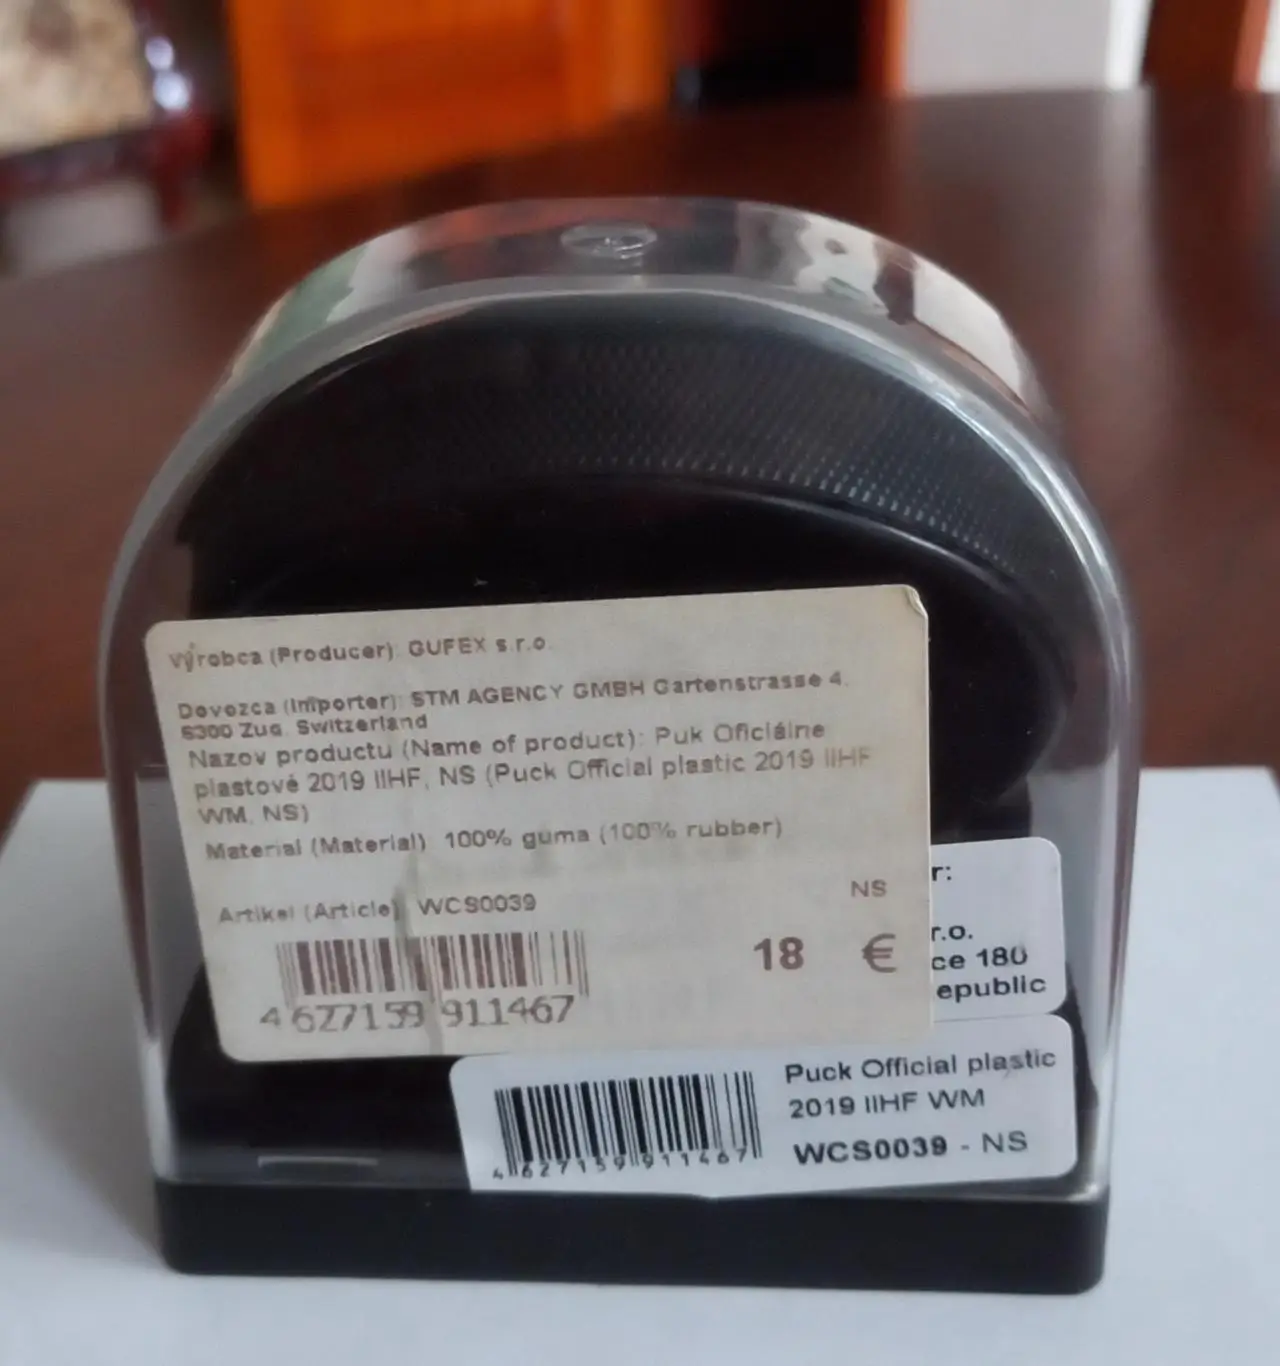 Výrobca (Producer): GUFEX s.r.o.
Dovozca (Importer): STM AGENCY GMBH Gartenstrasse 4,
6300 Zug, Switzerland
Nazov productu (Name of product): Puk Oficiálne
plastové 2019 IIHF, NS (Puck Official plastic 2019 IIHF
WM, NS)
Material (Material): 100% guma (100% rubber)
NS
Artikel (Article): WCS0039
18 €
4 627159 911467
r:
r.o.
ce 180
epublic
Puck Official plastic
2019 IIHF WM
WCS0039 - NS
4 627159 911467